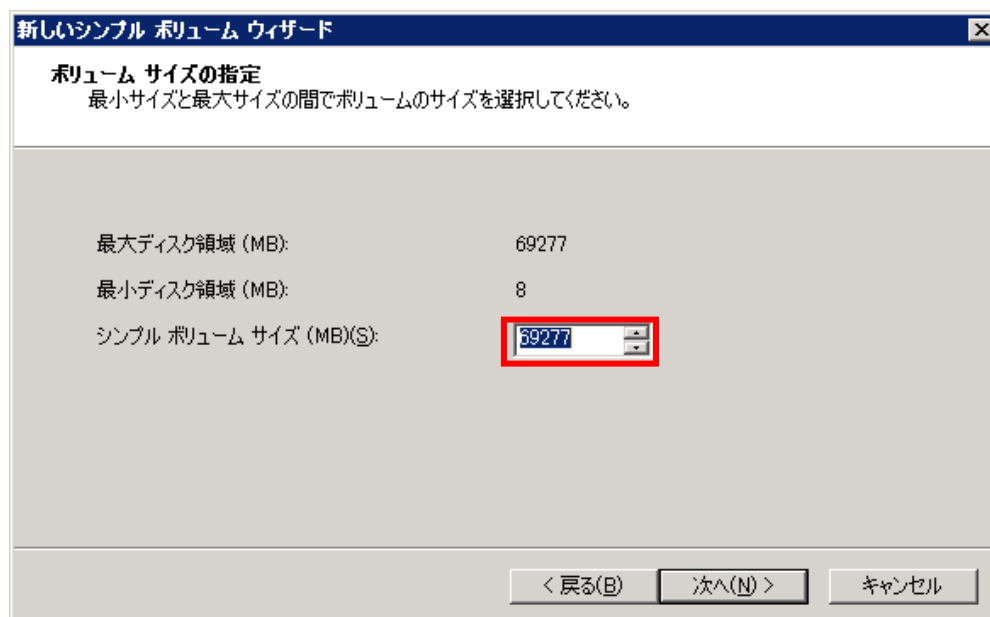 新しいシンプル ボリューム ウィザード
ボリューム サイズの指定
最小サイズと最大サイズの間でボリュームのサイズを選択してください。
最大ディスク領域 (MB): 69277
最小ディスク領域 (MB): 8
シンプル ボリューム サイズ (MB)(S): 69277
< 戻る(B) 次へ(N) > キャンセル